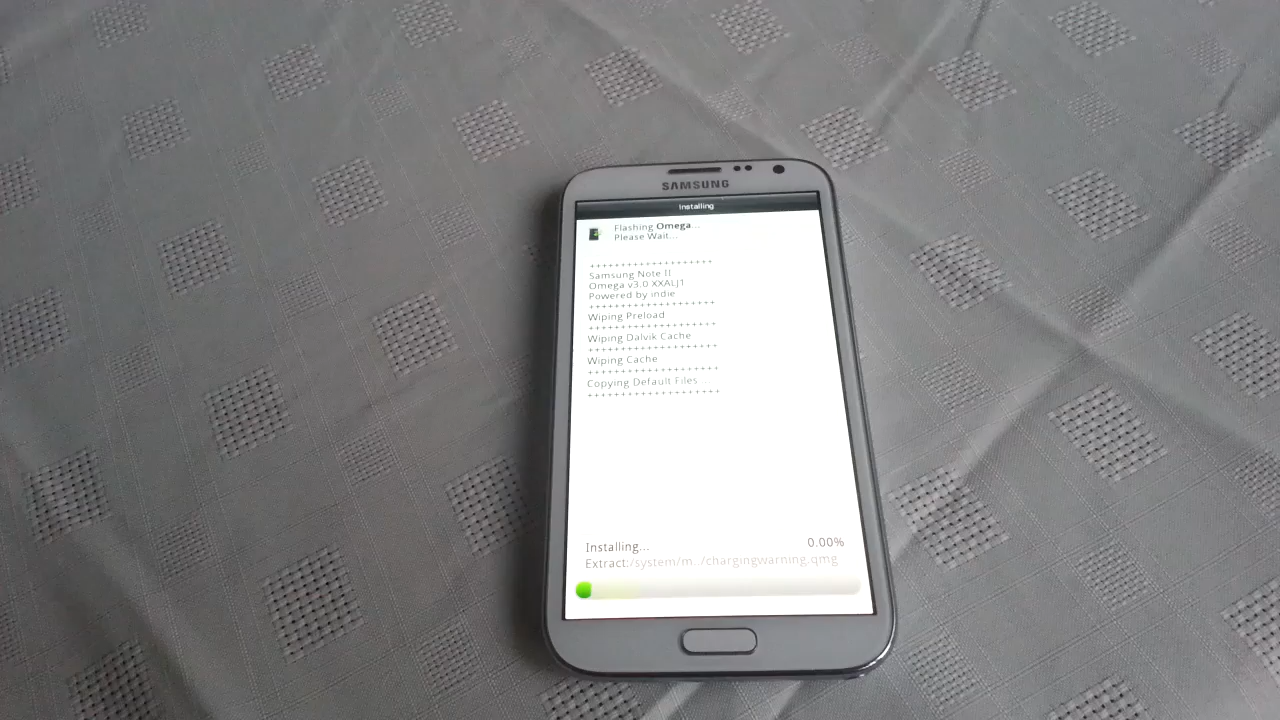 SAMSUNG
Installing
Flashing Omega...
Please Wait...
++++++++++++++++++++
Samsung Note II
Omega v3.0 XXALJ1
Powered by indie
++++++++++++++++++++
Wiping Preload
++++++++++++++++++++
Wiping Dalvik Cache
++++++++++++++++++++
Wiping Cache
++++++++++++++++++++
Copying Default Files ...
++++++++++++++++++++
Installing... 0.00%
Extract:/system/m../chargingwarning.qmg